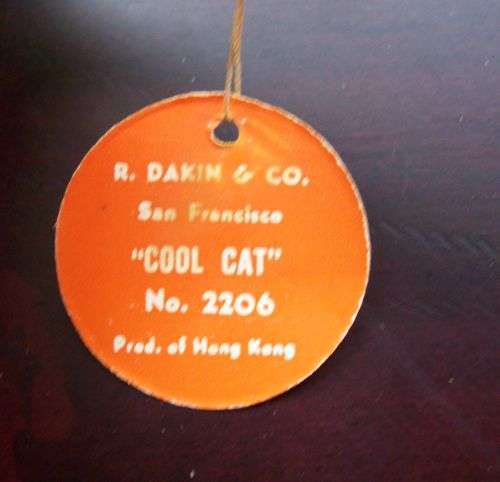 R. DAKIN & CO.
San Francisco
"COOL CAT"
No. 2206
Prod. of Hong Kong